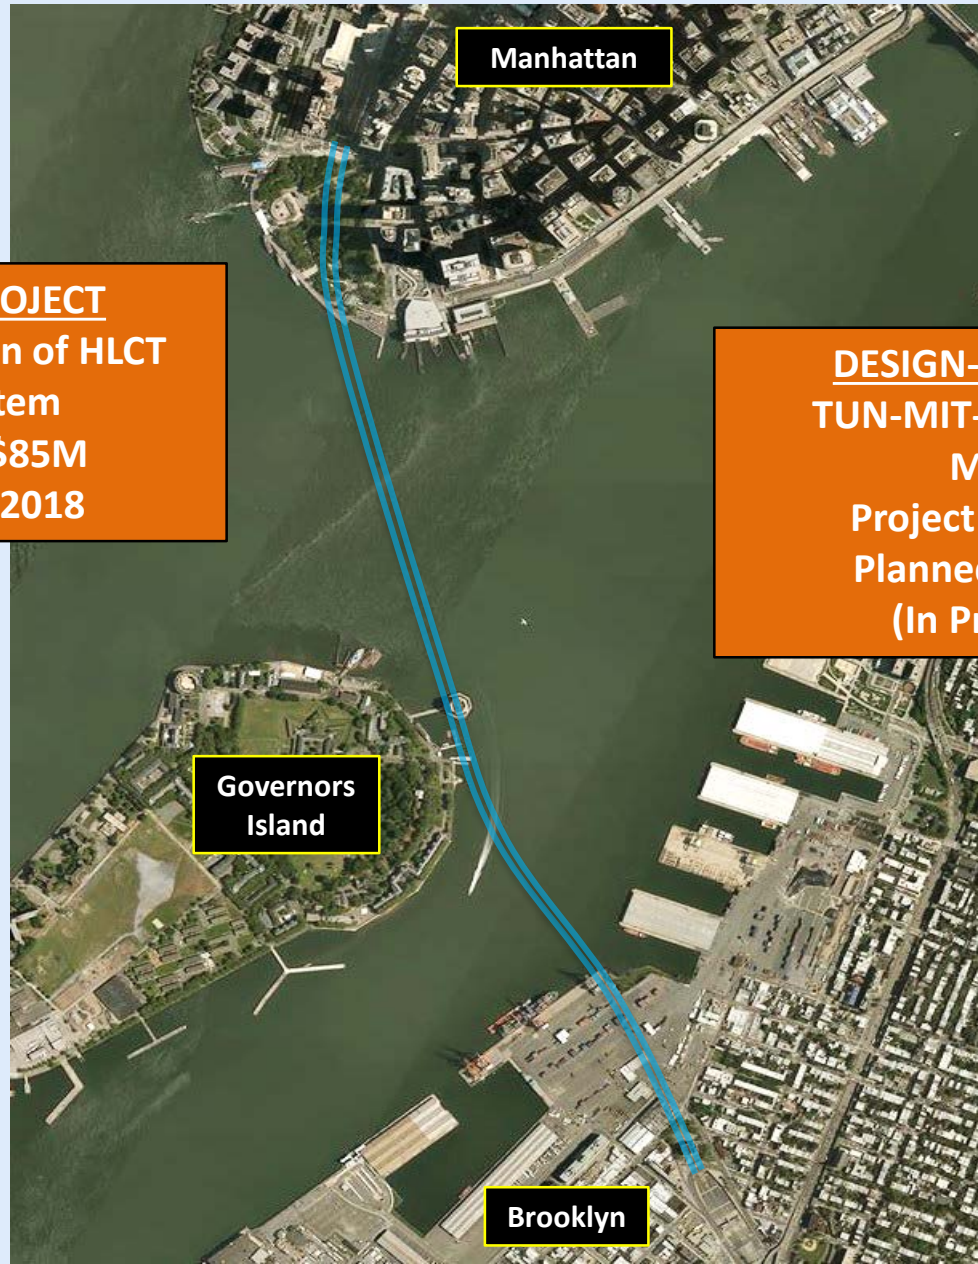 Manhattan
OJECT
n of HLCT
tem
$85M
2018
DESIGN-
TUN-MIT-
M
Project
Planned
(In Pr
Governors
Island
Brooklyn